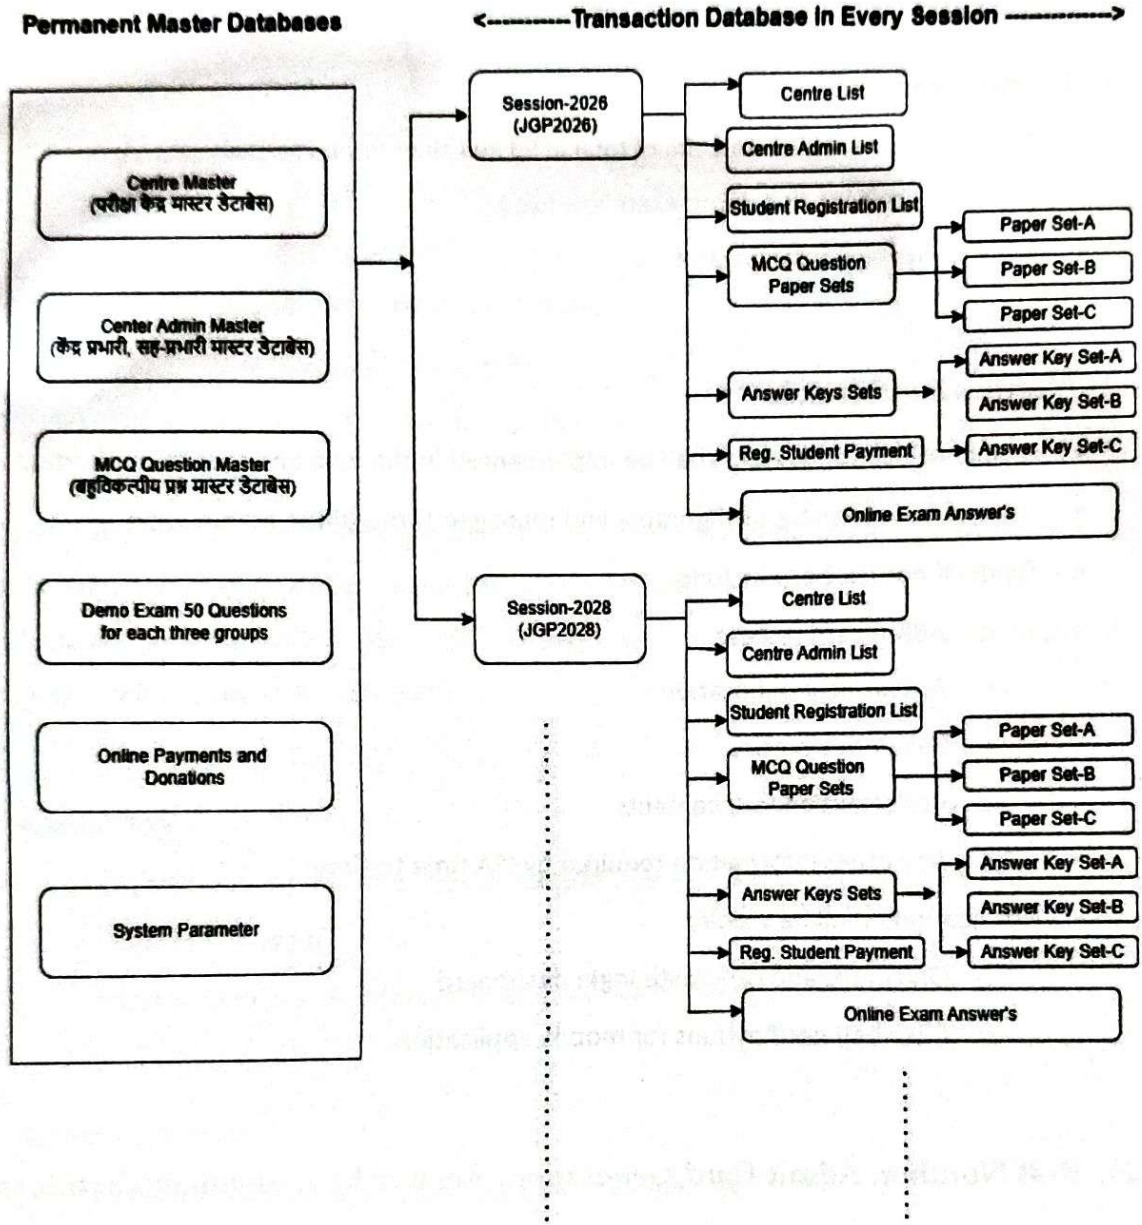 Permanent Master Databases
<----------Transaction Database in Every Session ------------->
Centre Master
(परीक्षा केंद्र मास्टर डेटाबेस)
Center Admin Master
(केंद्र प्रभारी, सह-प्रभारी मास्टर डेटाबेस)
MCQ Question Master
(बहुविकल्पीय प्रश्न मास्टर डेटाबेस)
Demo Exam 50 Questions
for each three groups
Online Payments and
Donations
System Parameter
Session-2026
(JGP2026)
Centre List
Centre Admin List
Student Registration List
MCQ Question
Paper Sets
Paper Set-A
Paper Set-B
Paper Set-C
Answer Keys Sets
Answer Key Set-A
Answer Key Set-B
Answer Key Set-C
Reg. Student Payment
Online Exam Answer's
Session-2028
(JGP2028)
Centre List
Centre Admin List
Student Registration List
MCQ Question
Paper Sets
Paper Set-A
Paper Set-B
Paper Set-C
Answer Keys Sets
Answer Key Set-A
Answer Key Set-B
Answer Key Set-C
Reg. Student Payment
Online Exam Answer's